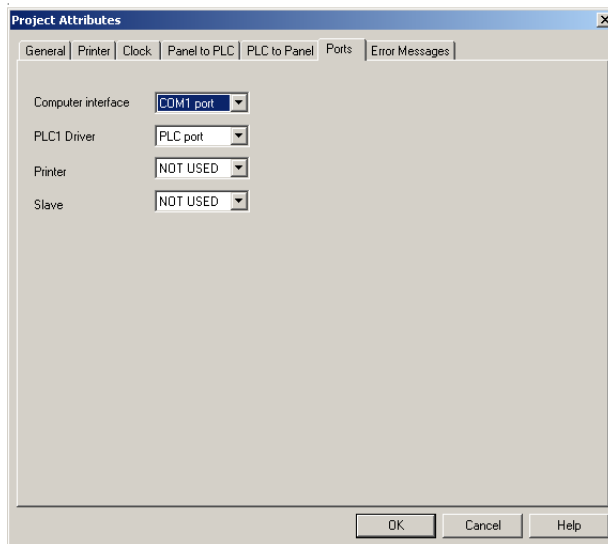 Project Attributes
General Printer Clock Panel to PLC PLC to Panel Ports Error Messages
Computer interface COM1 port
PLC1 Driver PLC port
Printer NOT USED
Slave NOT USED
OK Cancel Help